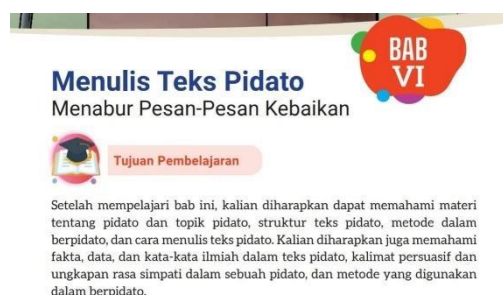 BAB
VI
Menulis Teks Pidato
Menabur Pesan-Pesan Kebaikan
Tujuan Pembelajaran
Setelah mempelajari bab ini, kalian diharapkan dapat memahami materi
tentang pidato dan topik pidato, struktur teks pidato, metode dalam
berpidato, dan cara menulis teks pidato. Kalian diharapkan juga memahami
fakta, data, dan kata-kata ilmiah dalam teks pidato, kalimat persuasif dan
ungkapan rasa simpati dalam sebuah pidato, dan metode yang digunakan
dalam berpidato.